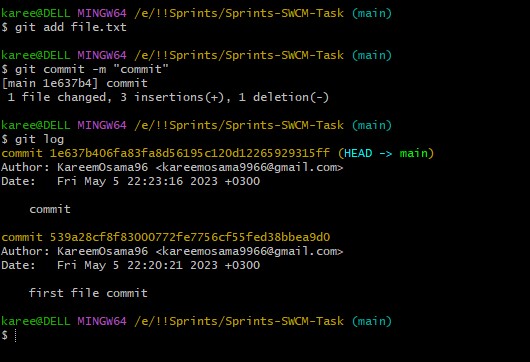 karee@DELL MINGW64 /e/!!Sprints/Sprints-SWCM-Task (main)
$ git add file.txt
karee@DELL MINGW64 /e/!!Sprints/Sprints-SWCM-Task (main)
$ git commit -m "commit"
[main 1e637b4] commit
 1 file changed, 3 insertions(+), 1 deletion(-)
karee@DELL MINGW64 /e/!!Sprints/Sprints-SWCM-Task (main)
$ git log
commit 1e637b406fa83fa8d56195c120d12265929315ff (HEAD -> main)
Author: KareemOsama96 <kareemosama9966@gmail.com>
Date:   Fri May 5 22:23:16 2023 +0300
    commit
commit 539a28cf8f83000772fe7756cf55fed38bbea9d0
Author: KareemOsama96 <kareemosama9966@gmail.com>
Date:   Fri May 5 22:20:21 2023 +0300
    first file commit
karee@DELL MINGW64 /e/!!Sprints/Sprints-SWCM-Task (main)
$